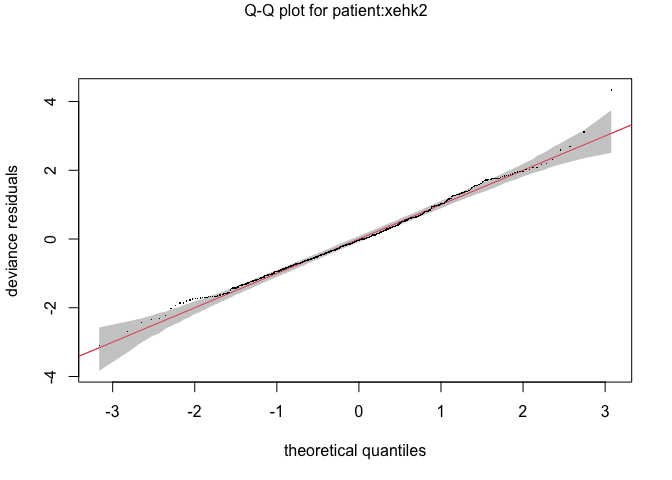 Q-Q plot for patient:xehk2
4
2
0
-2
-4
deviance residuals
-3 -2 -1 0 1 2 3
theoretical quantiles